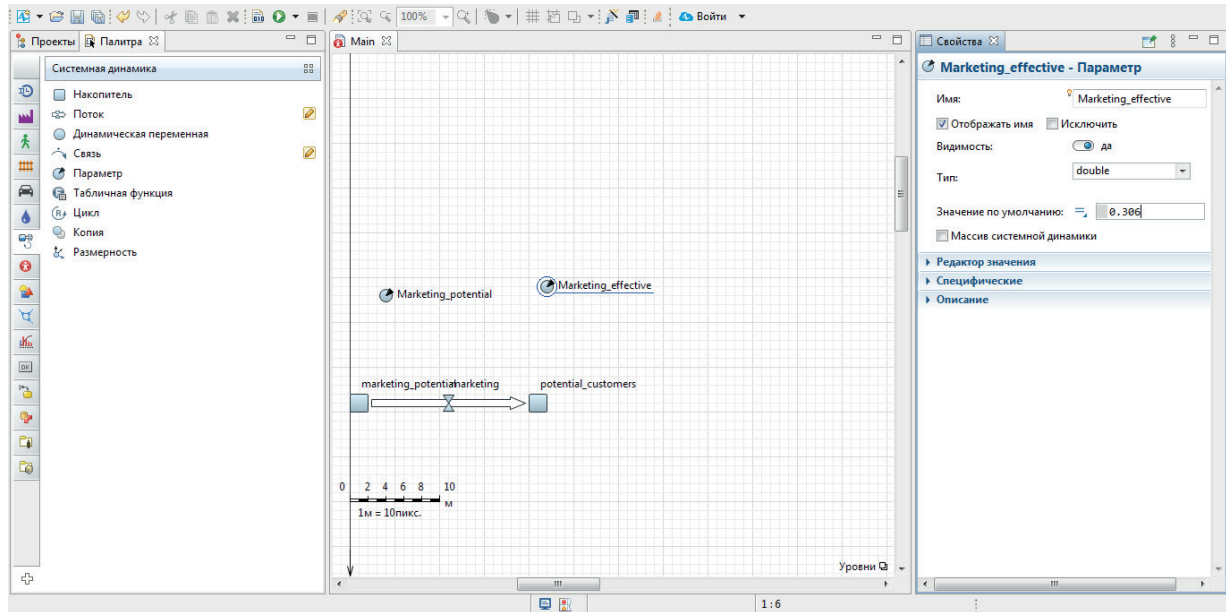 100%
Войти
Проекты
Палитра
Системная динамика
Накопитель
Поток
Динамическая переменная
Связь
Параметр
Табличная функция
Цикл
Копия
Размерность
Main
Marketing_potential
Marketing_effective
marketing_potential
marketing
potential_customers
0 2 4 6 8 10
м
1м = 10пикс.
Уровни
Свойства
Marketing_effective - Параметр
Имя: Marketing_effective
Отображать имя Исключить
Видимость: да
Тип: double
Значение по умолчанию: 0.306
Массив системной динамики
Редактор значения
Специфические
Описание
1:6